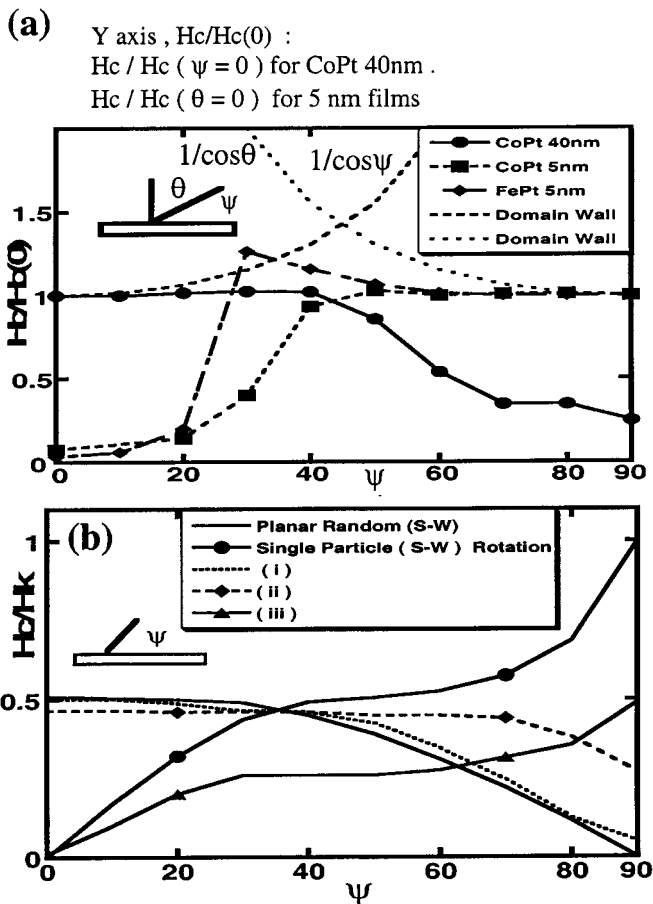 (a)
Y axis , Hc/Hc(0) :
Hc / Hc ( ψ = 0 ) for CoPt 40nm .
Hc / Hc ( θ = 0 ) for 5 nm films
1/cosθ
1/cosψ
CoPt 40nm
CoPt 5nm
FePt 5nm
Domain Wall
Domain Wall
θ
ψ
1.5
1
0.5
0
Hc/Hc(0)
0
20
40
60
80
90
ψ
(b)
Planar Random (S-W)
Single Particle ( S-W ) Rotation
( i )
( ii )
( iii )
ψ
1
0.5
0
Hc/Hk
0
20
40
60
80
90
ψ